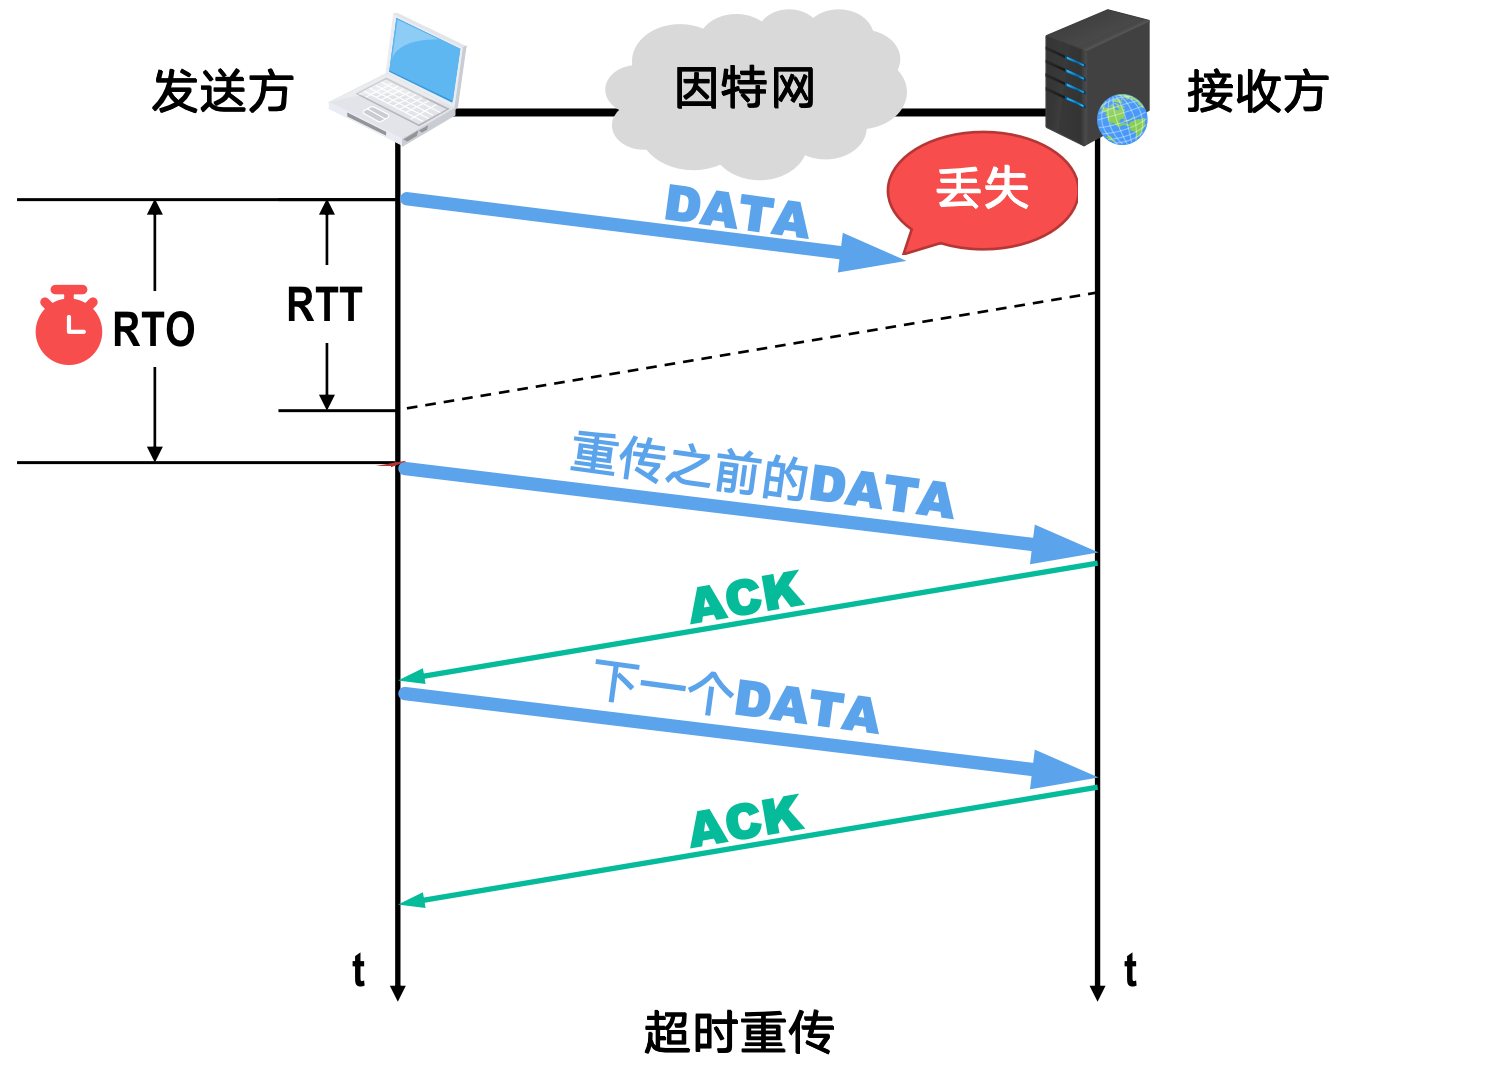 发送方
因特网
接收方
丢失
DATA
RTT
RTO
重传之前的DATA
ACK
下一个DATA
ACK
t
t
超时重传